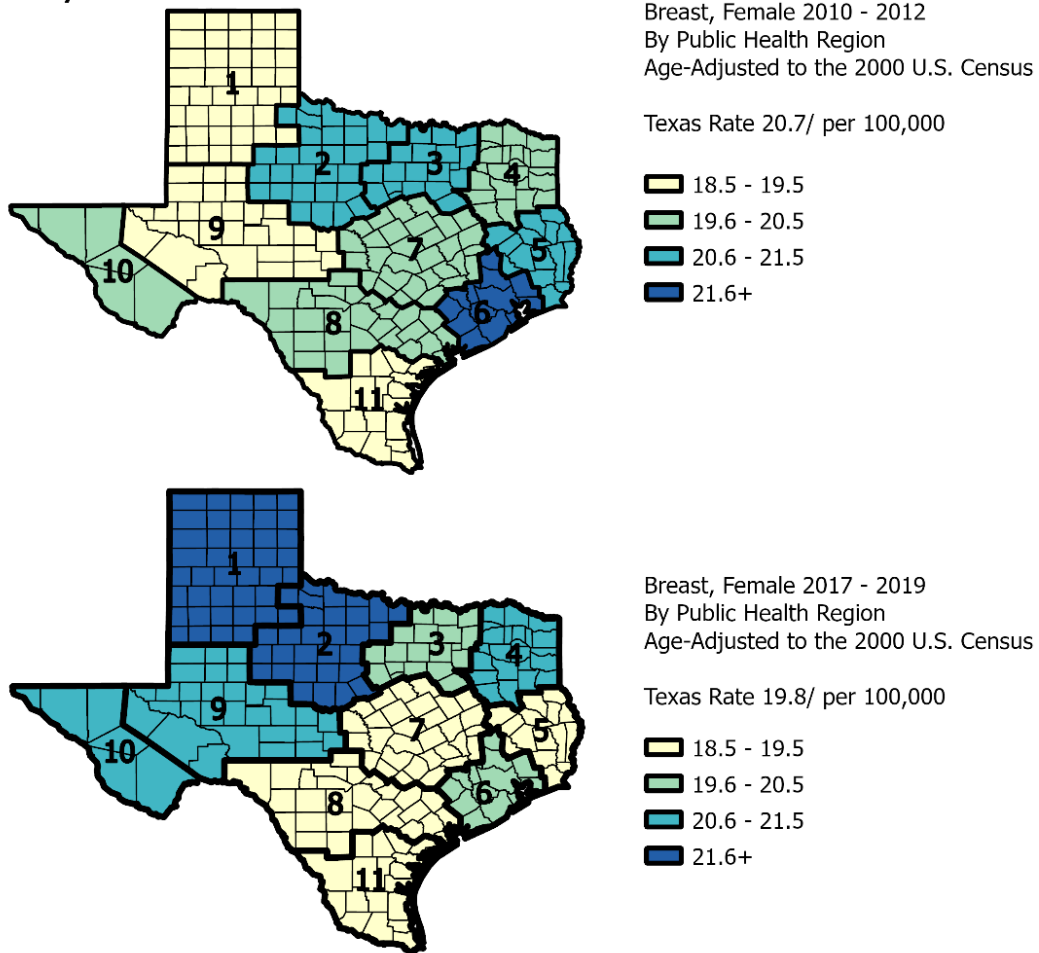 Breast, Female 2010 - 2012
By Public Health Region
Age-Adjusted to the 2000 U.S. Census
Texas Rate 20.7/ per 100,000
18.5 - 19.5
19.6 - 20.5
20.6 - 21.5
21.6+
1
2
3
4
5
6
7
8
9
10
11
Breast, Female 2017 - 2019
By Public Health Region
Age-Adjusted to the 2000 U.S. Census
Texas Rate 19.8/ per 100,000
18.5 - 19.5
19.6 - 20.5
20.6 - 21.5
21.6+
1
2
3
4
5
6
7
8
9
10
11